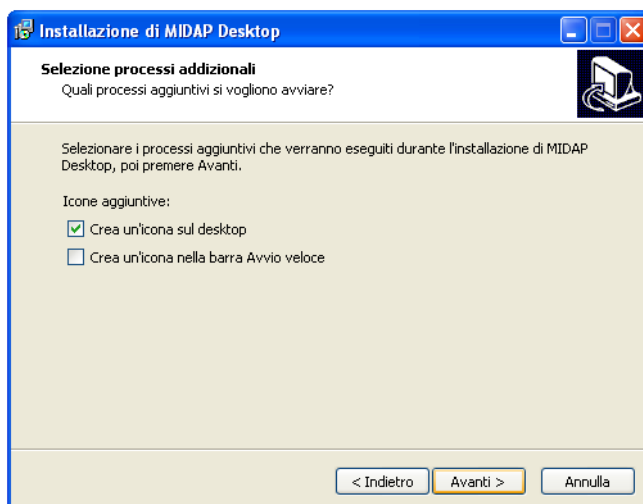 Installazione di MIDAP Desktop
Selezione processi addizionali
Quali processi aggiuntivi si vogliono avviare?
Selezionare i processi aggiuntivi che verranno eseguiti durante l'installazione di MIDAP
Desktop, poi premere Avanti.
Icone aggiuntive:
Crea un'icona sul desktop
Crea un'icona nella barra Avvio veloce
< Indietro
Avanti >
Annulla